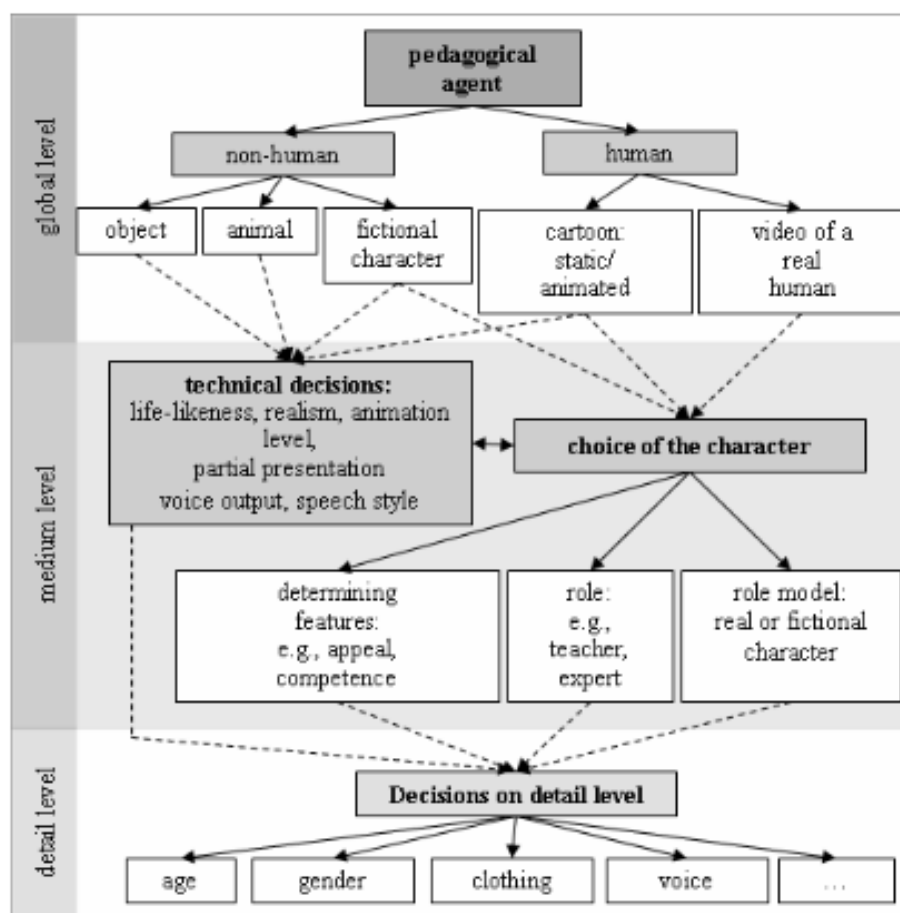 global level
pedagogical
agent
non-human
human
object
animal
fictional
character
cartoon:
static/
animated
video of a
real
human
medium level
technical decisions:
life-likeness, realism, animation
level,
partial presentation
voice output, speech style
choice of the character
determining
features:
e.g., appeal,
competence
role:
e.g.,
teacher,
expert
role model:
real or fictional
character
detail level
Decisions on detail level
age
gender
clothing
voice
...